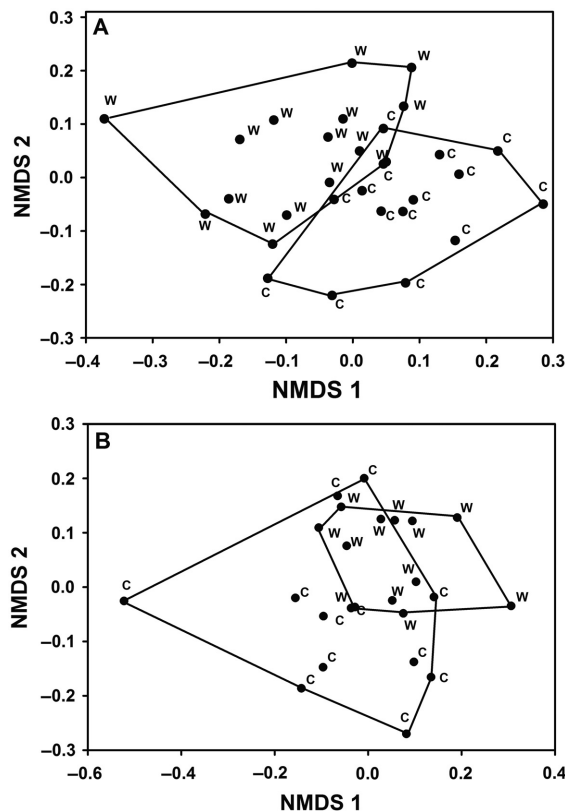 A
NMDS 2
0.3
0.2
0.1
0.0
–0.1
–0.2
–0.3
W W
W
W W W
C
W W
W C
W C
W C C
C
W C C C
W W C C
C
W
C
C
C
–0.4 –0.3 –0.2 –0.1 0.0 0.1 0.2 0.3
NMDS 1
B
NMDS 2
0.3
0.2
0.1
0.0
–0.1
–0.2
–0.3
C
C W
W W
W W W
W
W
C
C W W C W
C C
W
C C
C
C
C
–0.6 –0.4 –0.2 0.0 0.2 0.4
NMDS 1